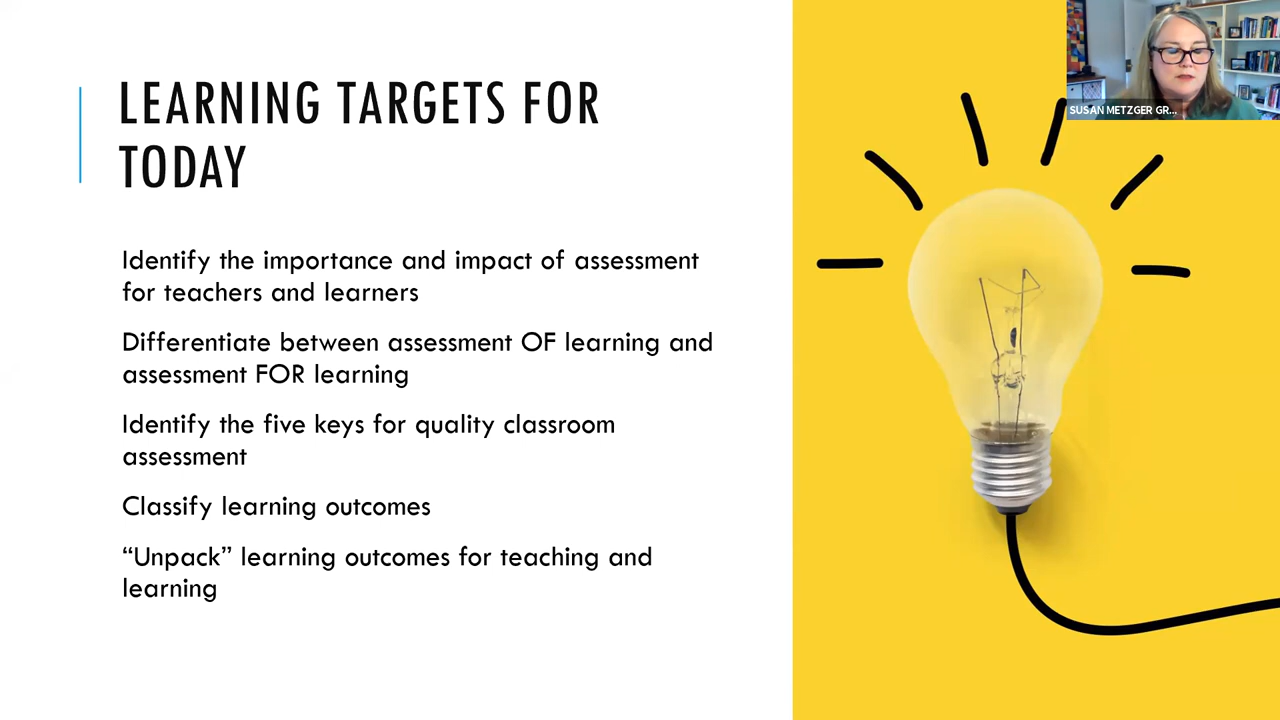 LEARNING TARGETS FOR
TODAY
SUSAN METZGER GR...
Identify the importance and impact of assessment
for teachers and learners
Differentiate between assessment OF learning and
assessment FOR learning
Identify the five keys for quality classroom
assessment
Classify learning outcomes
“Unpack” learning outcomes for teaching and
learning